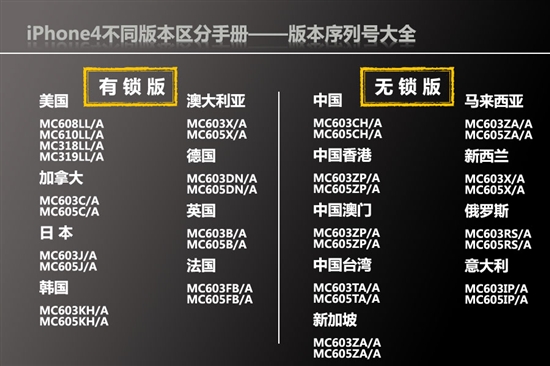 iPhone4不同版本区分手册——版本序列号大全
有锁版
美国
MC608LL/A
MC610LL/A
MC318LL/A
MC319LL/A
加拿大
MC603C/A
MC605C/A
日本
MC603J/A
MC605J/A
韩国
MC603KH/A
MC605KH/A
澳大利亚
MC603X/A
MC605X/A
德国
MC603DN/A
MC605DN/A
英国
MC603B/A
MC605B/A
法国
MC603FB/A
MC605FB/A
无锁版
中国
MC603CH/A
MC605CH/A
中国香港
MC603ZP/A
MC605ZP/A
中国澳门
MC603ZP/A
MC605ZP/A
中国台湾
MC603TA/A
MC605TA/A
新加坡
MC603ZA/A
MC605ZA/A
马来西亚
MC603ZA/A
MC605ZA/A
新西兰
MC603X/A
MC605X/A
俄罗斯
MC603RS/A
MC605RS/A
意大利
MC603IP/A
MC605IP/A